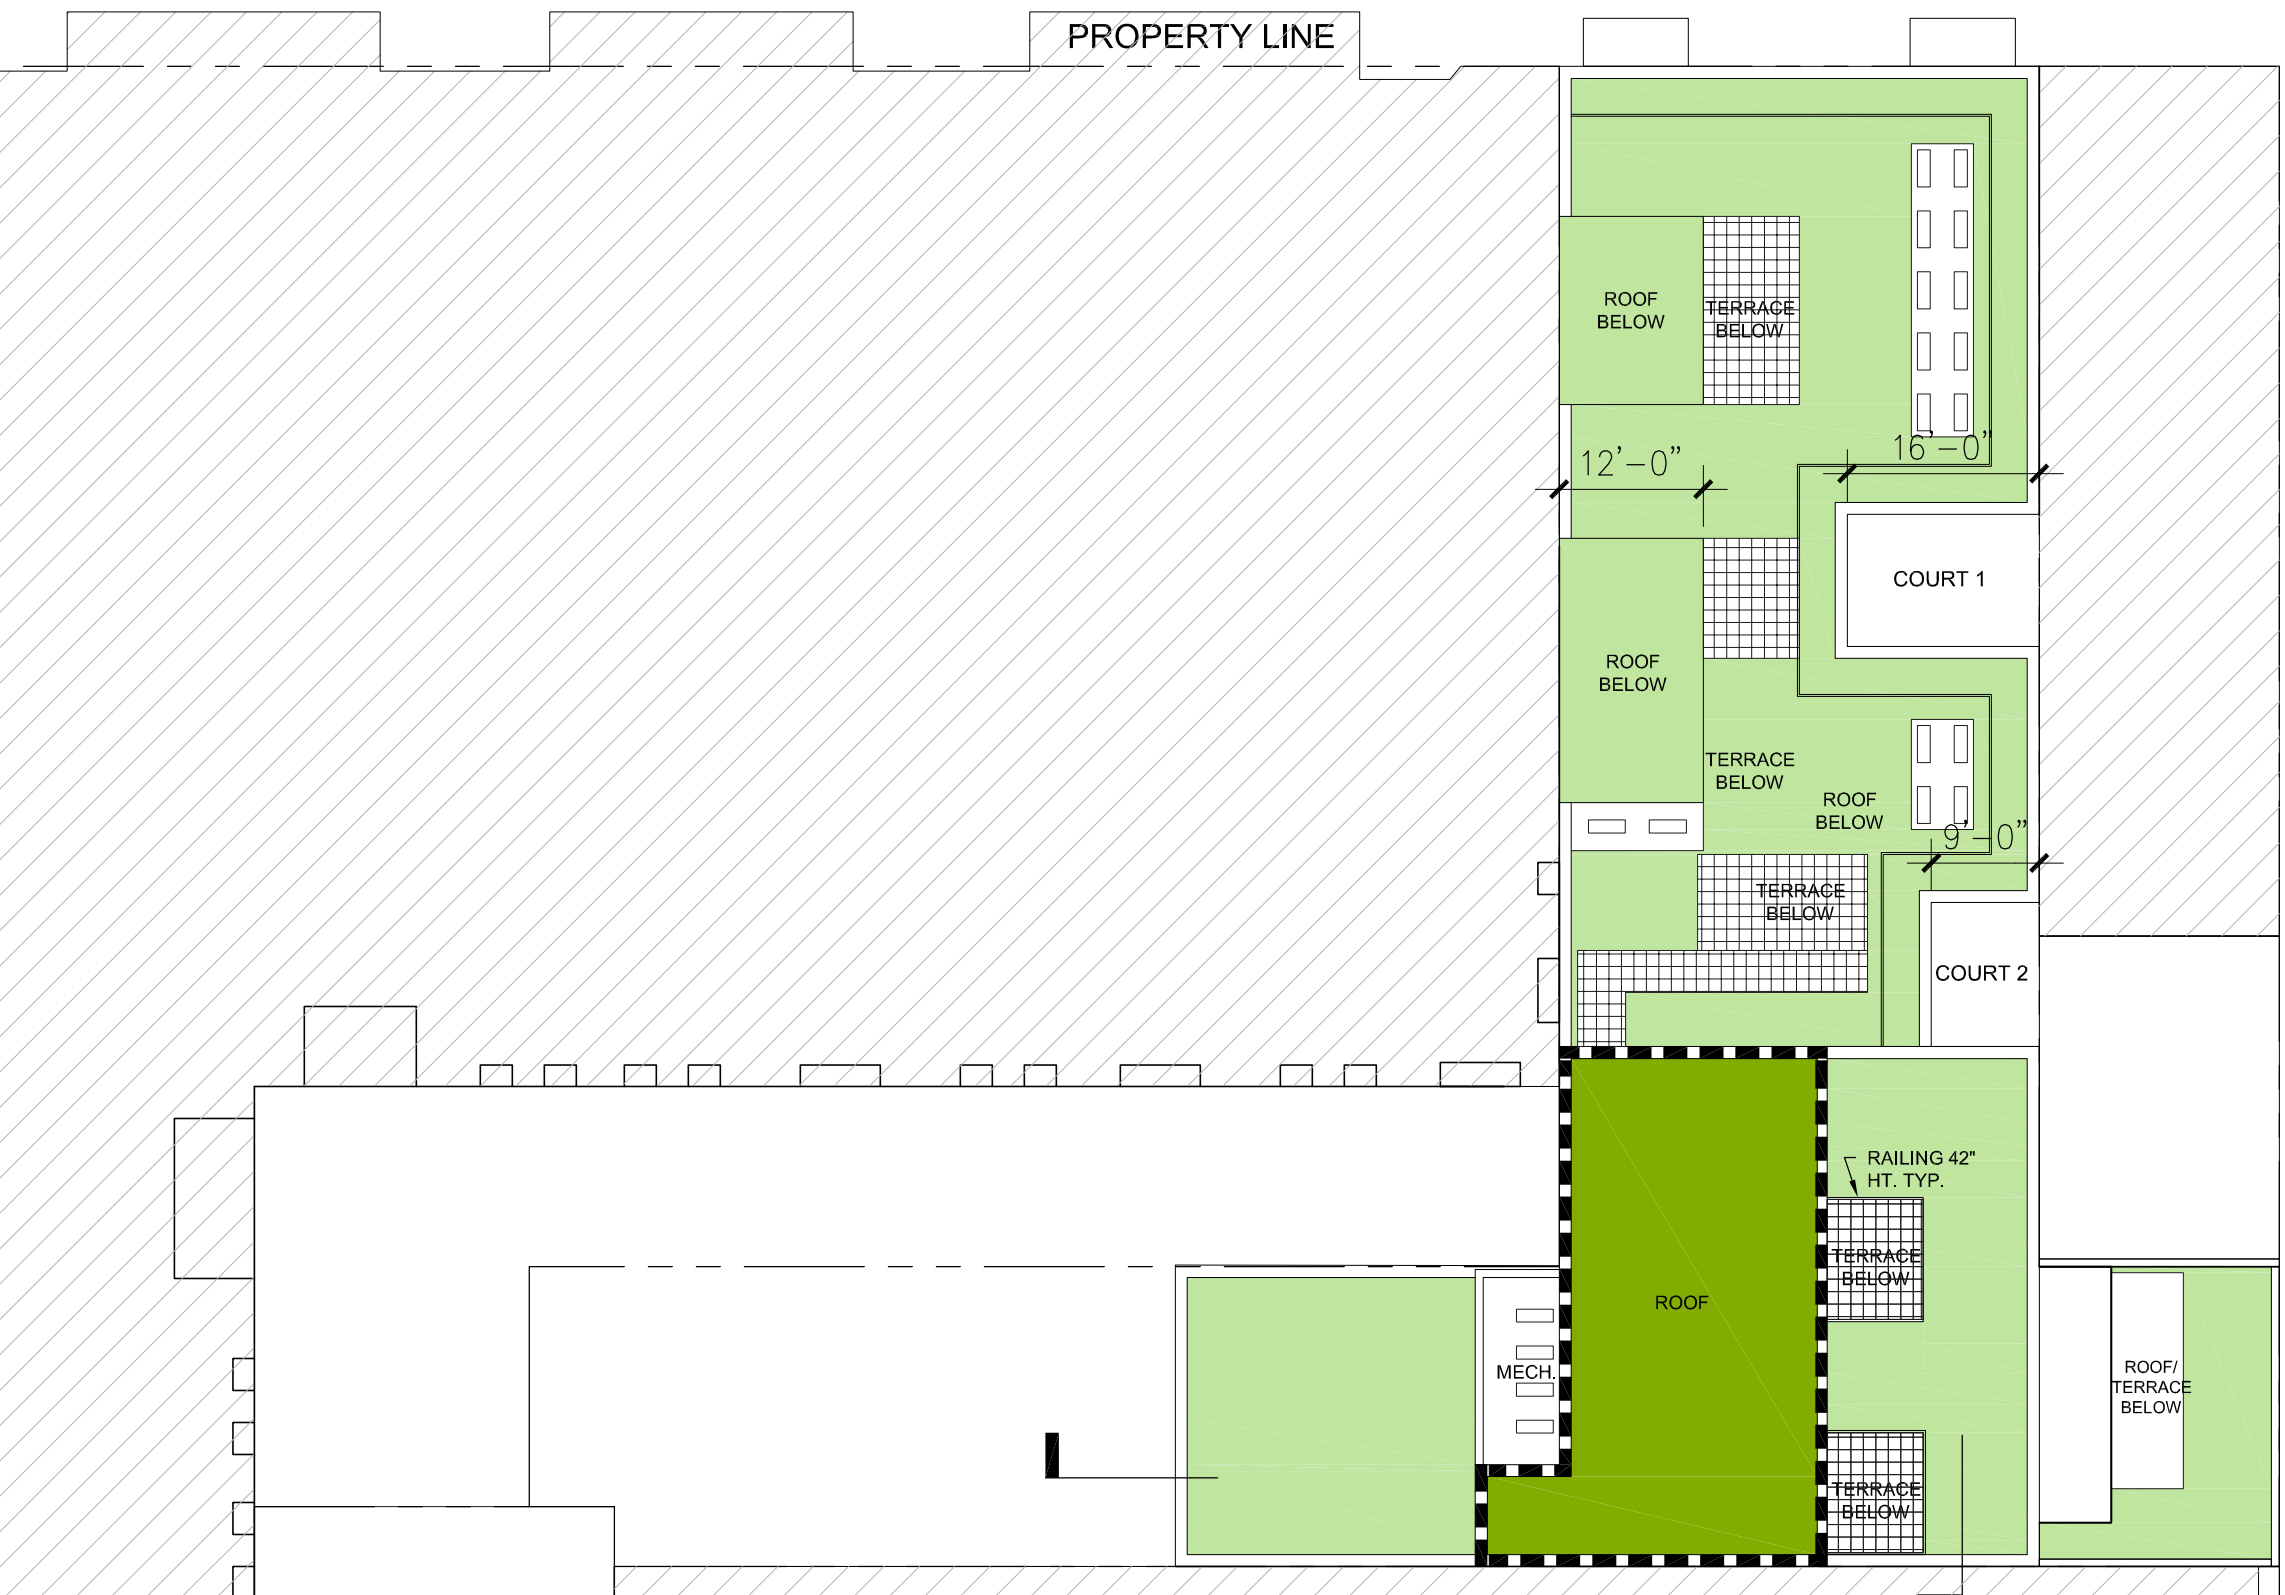 PROPERTY LINE
ROOF
BELOW
TERRACE
BELOW
12'-0"
16'-0"
COURT 1
ROOF
BELOW
TERRACE
BELOW
ROOF
BELOW
9'-0"
TERRACE
BELOW
COURT 2
RAILING 42"
HT. TYP.
TERRACE
BELOW
ROOF
MECH.
ROOF/
TERRACE
BELOW
TERRACE
BELOW